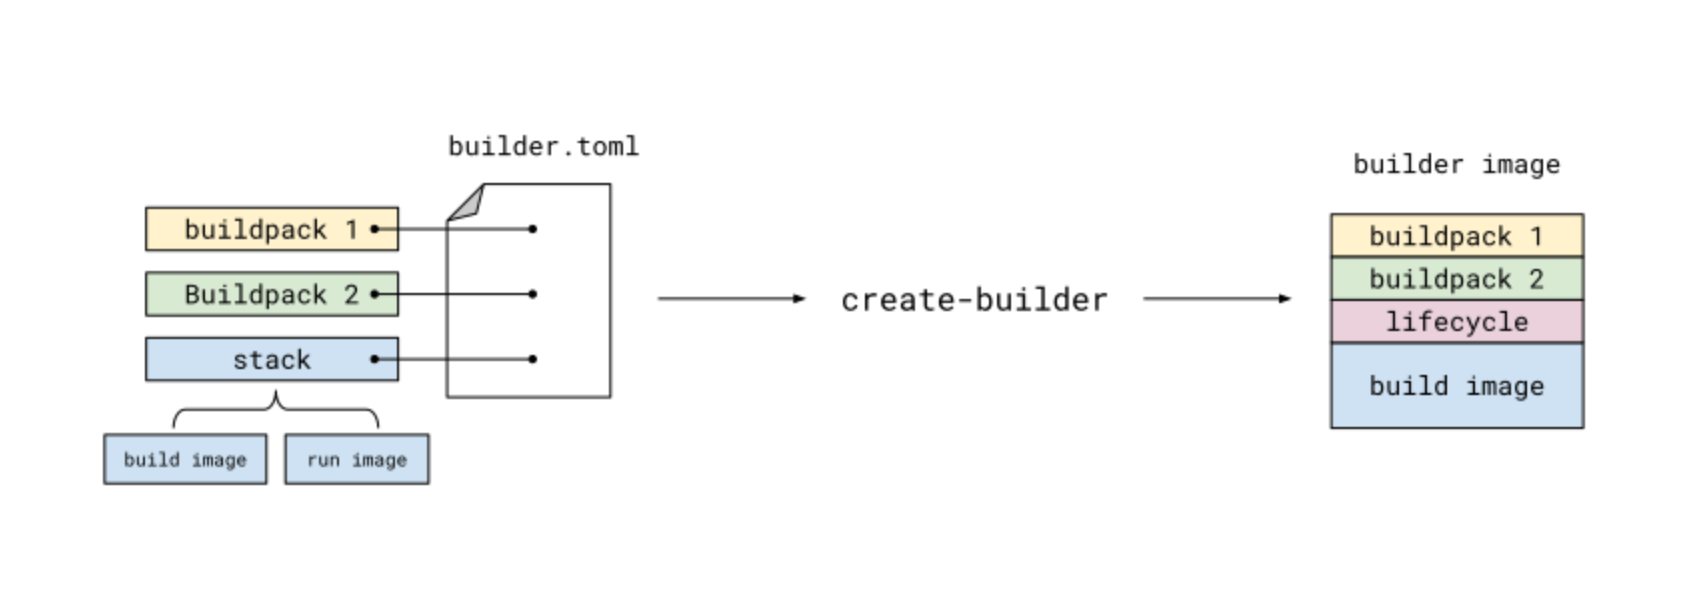 builder.toml
buildpack 1
Buildpack 2
stack
build image
run image
create-builder
builder image
buildpack 1
buildpack 2
lifecycle
build image